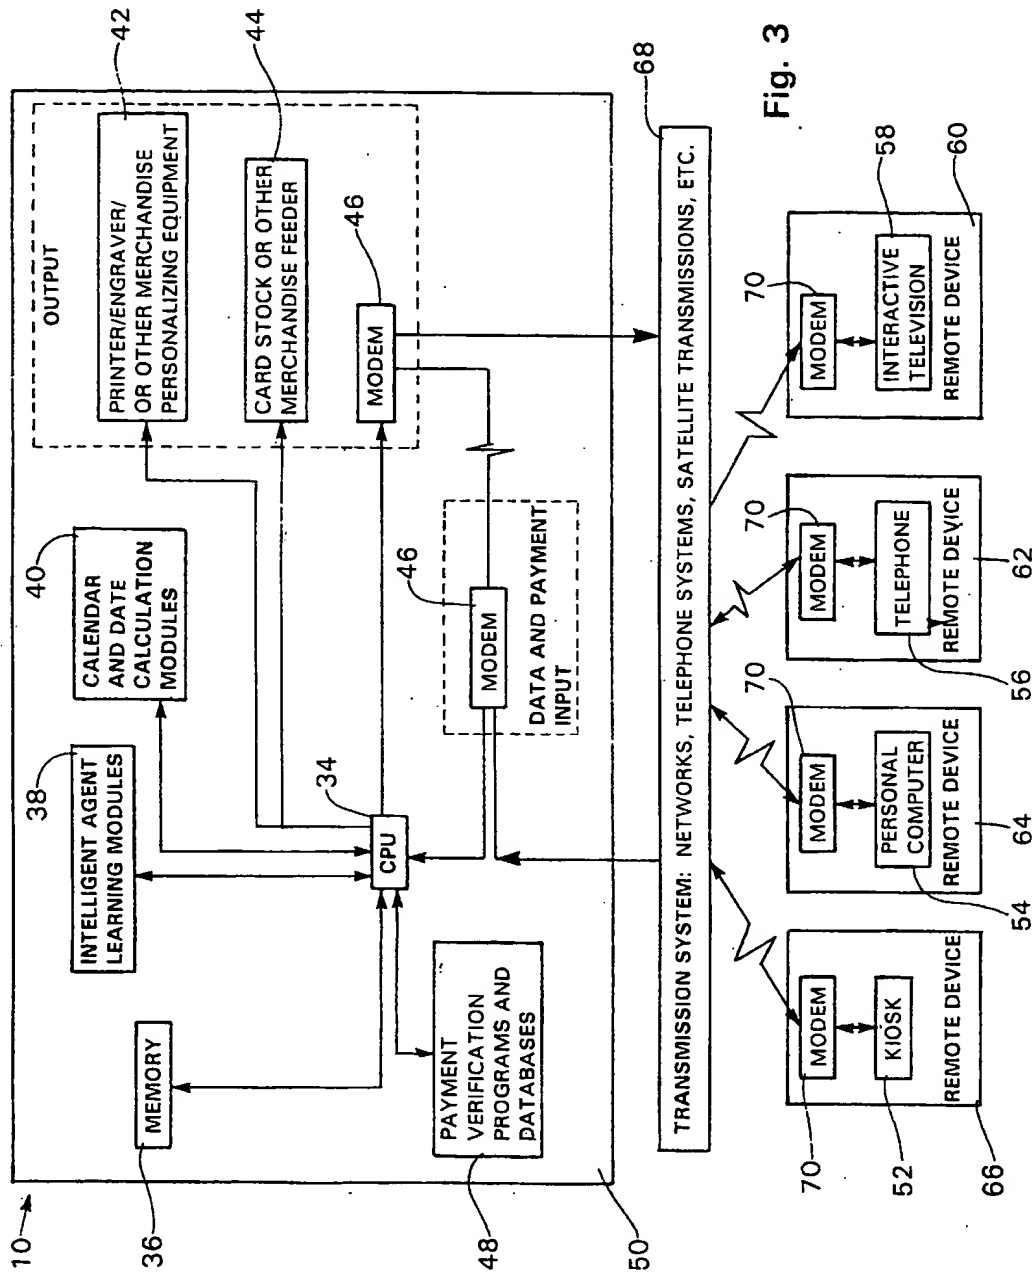 10
36
MEMORY
38
INTELLIGENT AGENT
LEARNING MODULES
40
CALENDAR
AND DATE
CALCULATION
MODULES
OUTPUT
PRINTER/ENGRAVER/
OR OTHER MERCHANDISE
PERSONALIZING EQUIPMENT
42
CARD STOCK OR OTHER
MERCHANDISE FEEDER
44
MODEM
46
34
CPU
48
PAYMENT
VERIFICATION
PROGRAMS AND
DATABASES
46
MODEM
DATA AND PAYMENT
INPUT
50
68
TRANSMISSION SYSTEM: NETWORKS, TELEPHONE SYSTEMS, SATELLITE TRANSMISSIONS, ETC.
70
MODEM
52
KIOSK
REMOTE DEVICE
66
70
MODEM
PERSONAL
COMPUTER
54
REMOTE DEVICE
64
70
MODEM
TELEPHONE
56
REMOTE DEVICE
62
70
MODEM
INTERACTIVE
TELEVISION
58
REMOTE DEVICE
60
Fig. 3